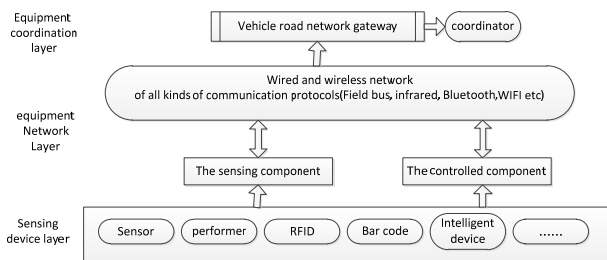 Equipment
coordination
layer
Vehicle road network gateway
coordinator
Wired and wireless network
of all kinds of communication protocols(Field bus, infrared, Bluetooth,WIFI etc)
equipment
Network
Layer
The sensing component
The controlled component
Sensing
device layer
Sensor
performer
RFID
Bar code
Intelligent
device
......